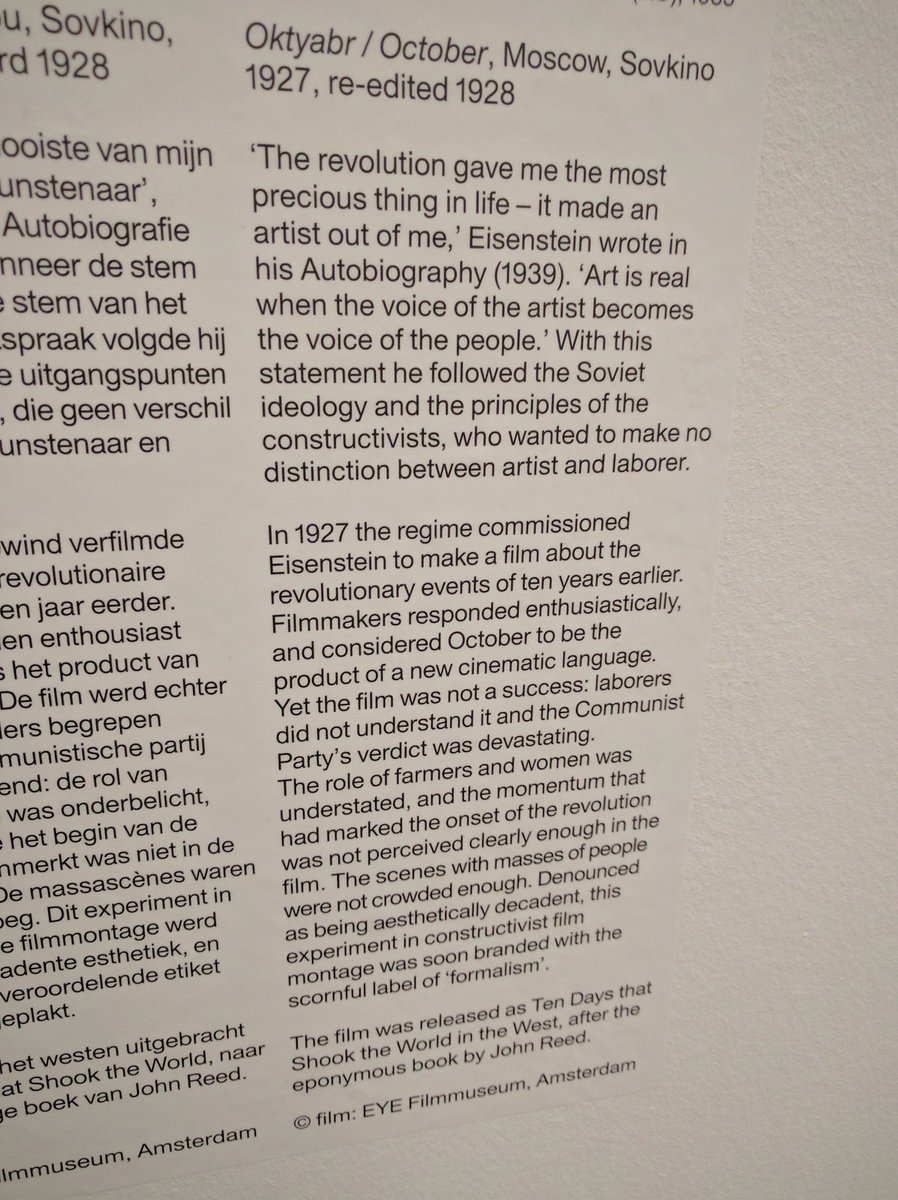 u, Sovkino,
rd 1928
ooiste van mijn
unstenaar’,
Autobiografie
nneer de stem
e stem van het
tspraak volgde hij
e uitgangspunten
, die geen verschil
unstenaar en
wind verfilmde
revolutionaire
en jaar eerder.
en enthousiast
s het product van
De film werd echter
ders begrepen
munistische partij
end: de rol van
was onderbelicht,
e het begin van de
nmerkt was niet in de
De massascènes waren
oeg. Dit experiment in
e filmmontage werd
adente esthetiek, en
veroordelende etiket
geplakt.
het westen uitgebracht
at Shook the World, naar
ge boek van John Reed.
lmmuseum, Amsterdam
Oktyabr / October, Moscow, Sovkino
1927, re-edited 1928
‘The revolution gave me the most
precious thing in life – it made an
artist out of me,’ Eisenstein wrote in
his Autobiography (1939). ‘Art is real
when the voice of the artist becomes
the voice of the people.’ With this
statement he followed the Soviet
ideology and the principles of the
constructivists, who wanted to make no
distinction between artist and laborer.
In 1927 the regime commissioned
Eisenstein to make a film about the
revolutionary events of ten years earlier.
Filmmakers responded enthusiastically,
and considered October to be the
product of a new cinematic language.
Yet the film was not a success: laborers
did not understand it and the Communist
Party’s verdict was devastating.
The role of farmers and women was
understated, and the momentum that
had marked the onset of the revolution
was not perceived clearly enough in the
film. The scenes with masses of people
were not crowded enough. Denounced
as being aesthetically decadent, this
experiment in constructivist film
montage was soon branded with the
scornful label of ‘formalism’.
The film was released as Ten Days that
Shook the World in the West, after the
eponymous book by John Reed.
© film: EYE Filmmuseum, Amsterdam